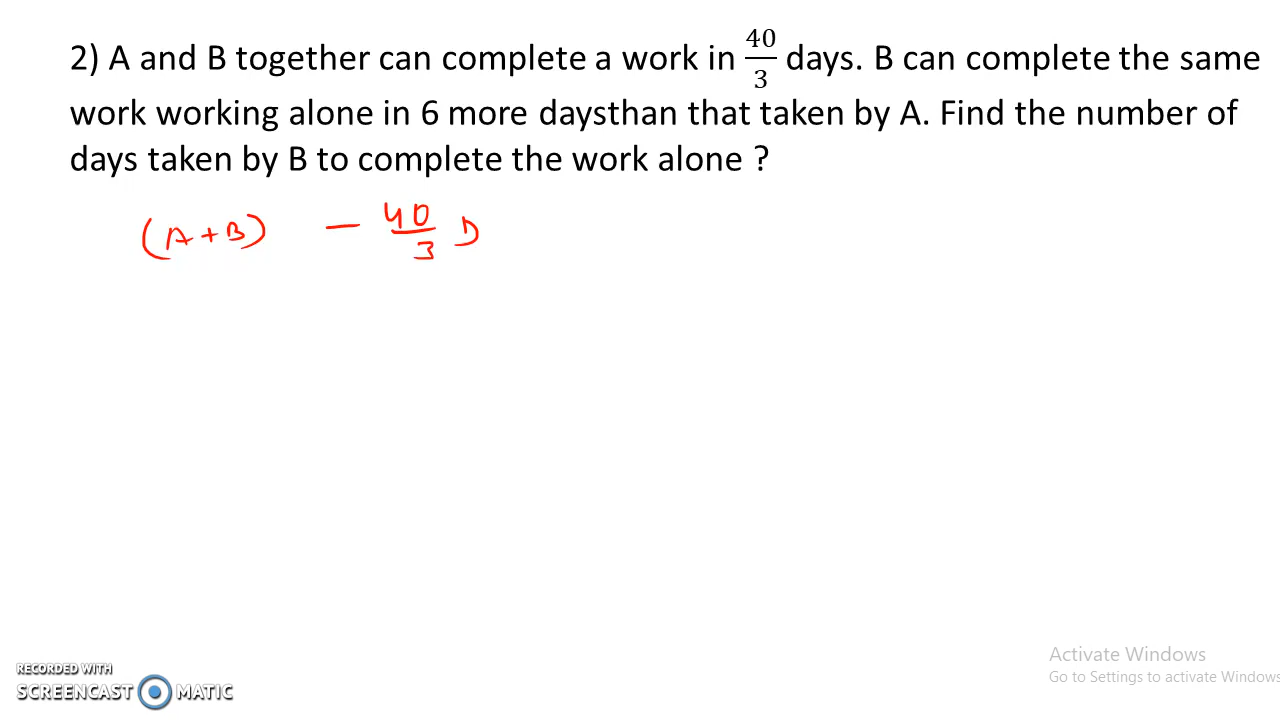 2) A and B together can complete a work in 40/3 days. B can complete the same
work working alone in 6 more daysthan that taken by A. Find the number of
days taken by B to complete the work alone ?
(A+B) — 40/3 D
Activate Windows
Go to Settings to activate Windows
RECORDED WITH
SCREENCAST MATIC